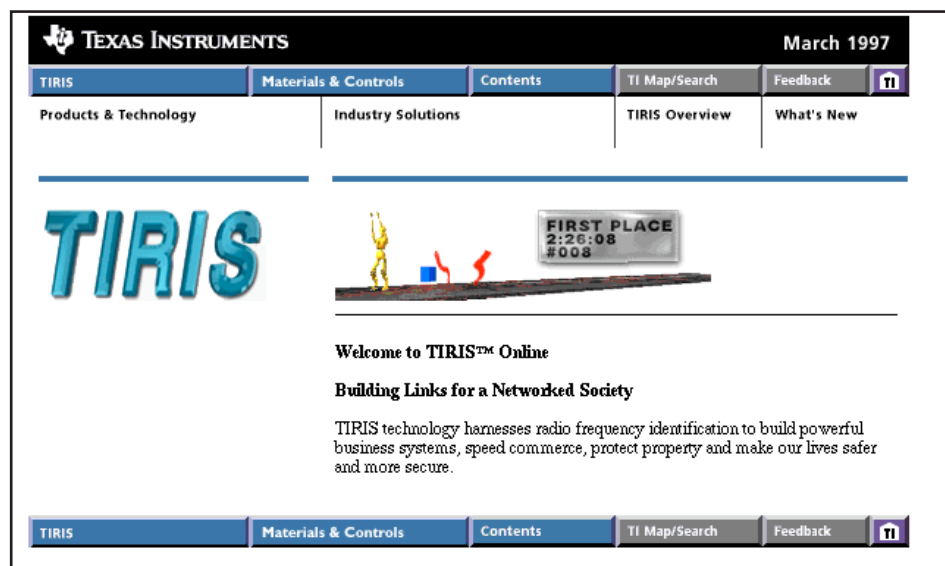 TEXAS INSTRUMENTS March 1997
TIRIS Materials & Controls Contents TI Map/Search Feedback TI
Products & Technology Industry Solutions TIRIS Overview What's New
TIRIS
FIRST PLACE
2:26:08
#008
Welcome to TIRIS™ Online
Building Links for a Networked Society
TIRIS technology harnesses radio frequency identification to build powerful
business systems, speed commerce, protect property and make our lives safer
and more secure.
TIRIS Materials & Controls Contents TI Map/Search Feedback TI